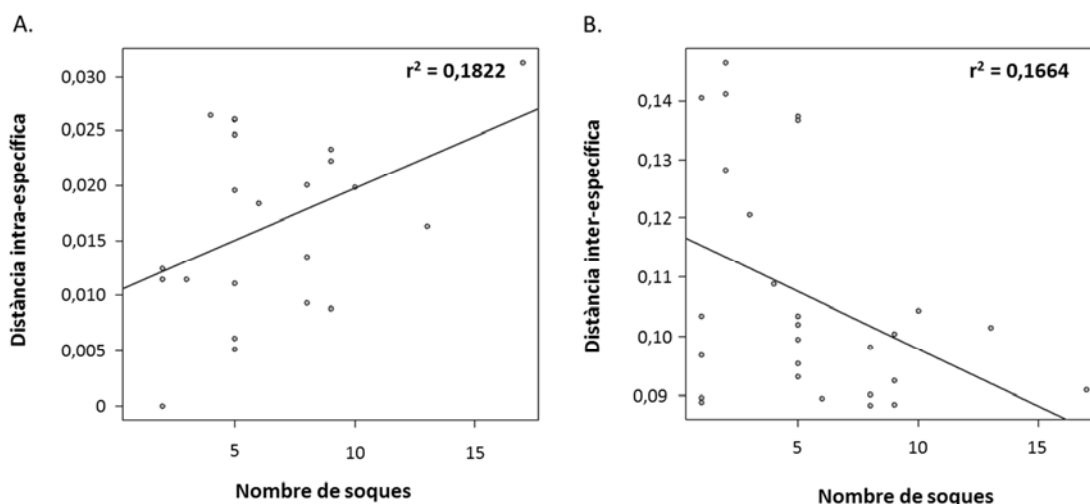 A.
r² = 0,1822
Distància intra-específica
0,030
0,025
0,020
0,015
0,010
0,005
0
5 10 15
Nombre de soques
B.
r² = 0,1664
Distància inter-específica
0,14
0,13
0,12
0,11
0,10
0,09
5 10 15
Nombre de soques